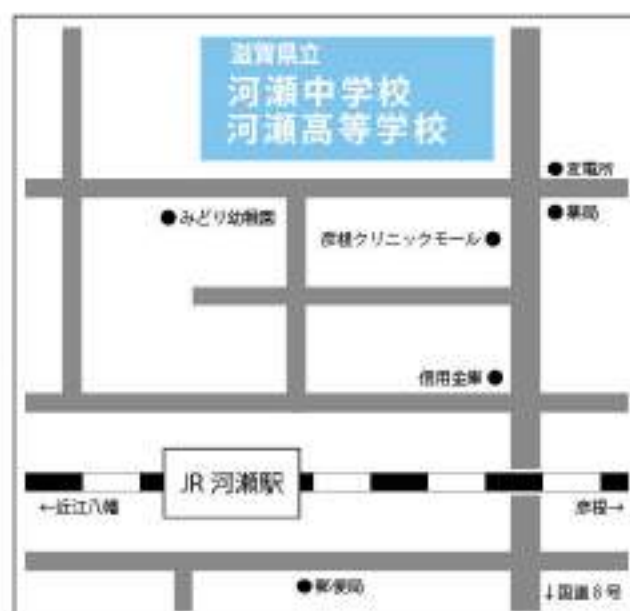 滋賀県立
河瀬中学校
河瀬高等学校
●変電所
●みどり幼稚園
●薬局
彦根クリニックモール●
信用金庫●
JR 河瀬駅
←近江八幡
彦根→
●郵便局
↓国道8号